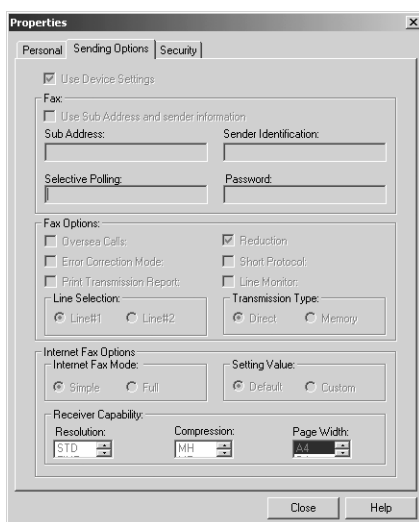 Properties
Personal Sending Options Security
Use Device Settings
Fax:
Use Sub Address and sender information
Sub Address: Sender Identification:
Selective Polling: Password:
Fax Options:
Oversea Calls: Reduction
Error Correction Mode: Short Protocol:
Print Transmission Report: Line Monitor:
Line Selection: Transmission Type:
Line#1 Line#2 Direct Memory
Internet Fax Options
Internet Fax Mode: Setting Value:
Simple Full Default Custom
Receiver Capability:
Resolution: Compression: Page Width:
STD MH A4
Close Help